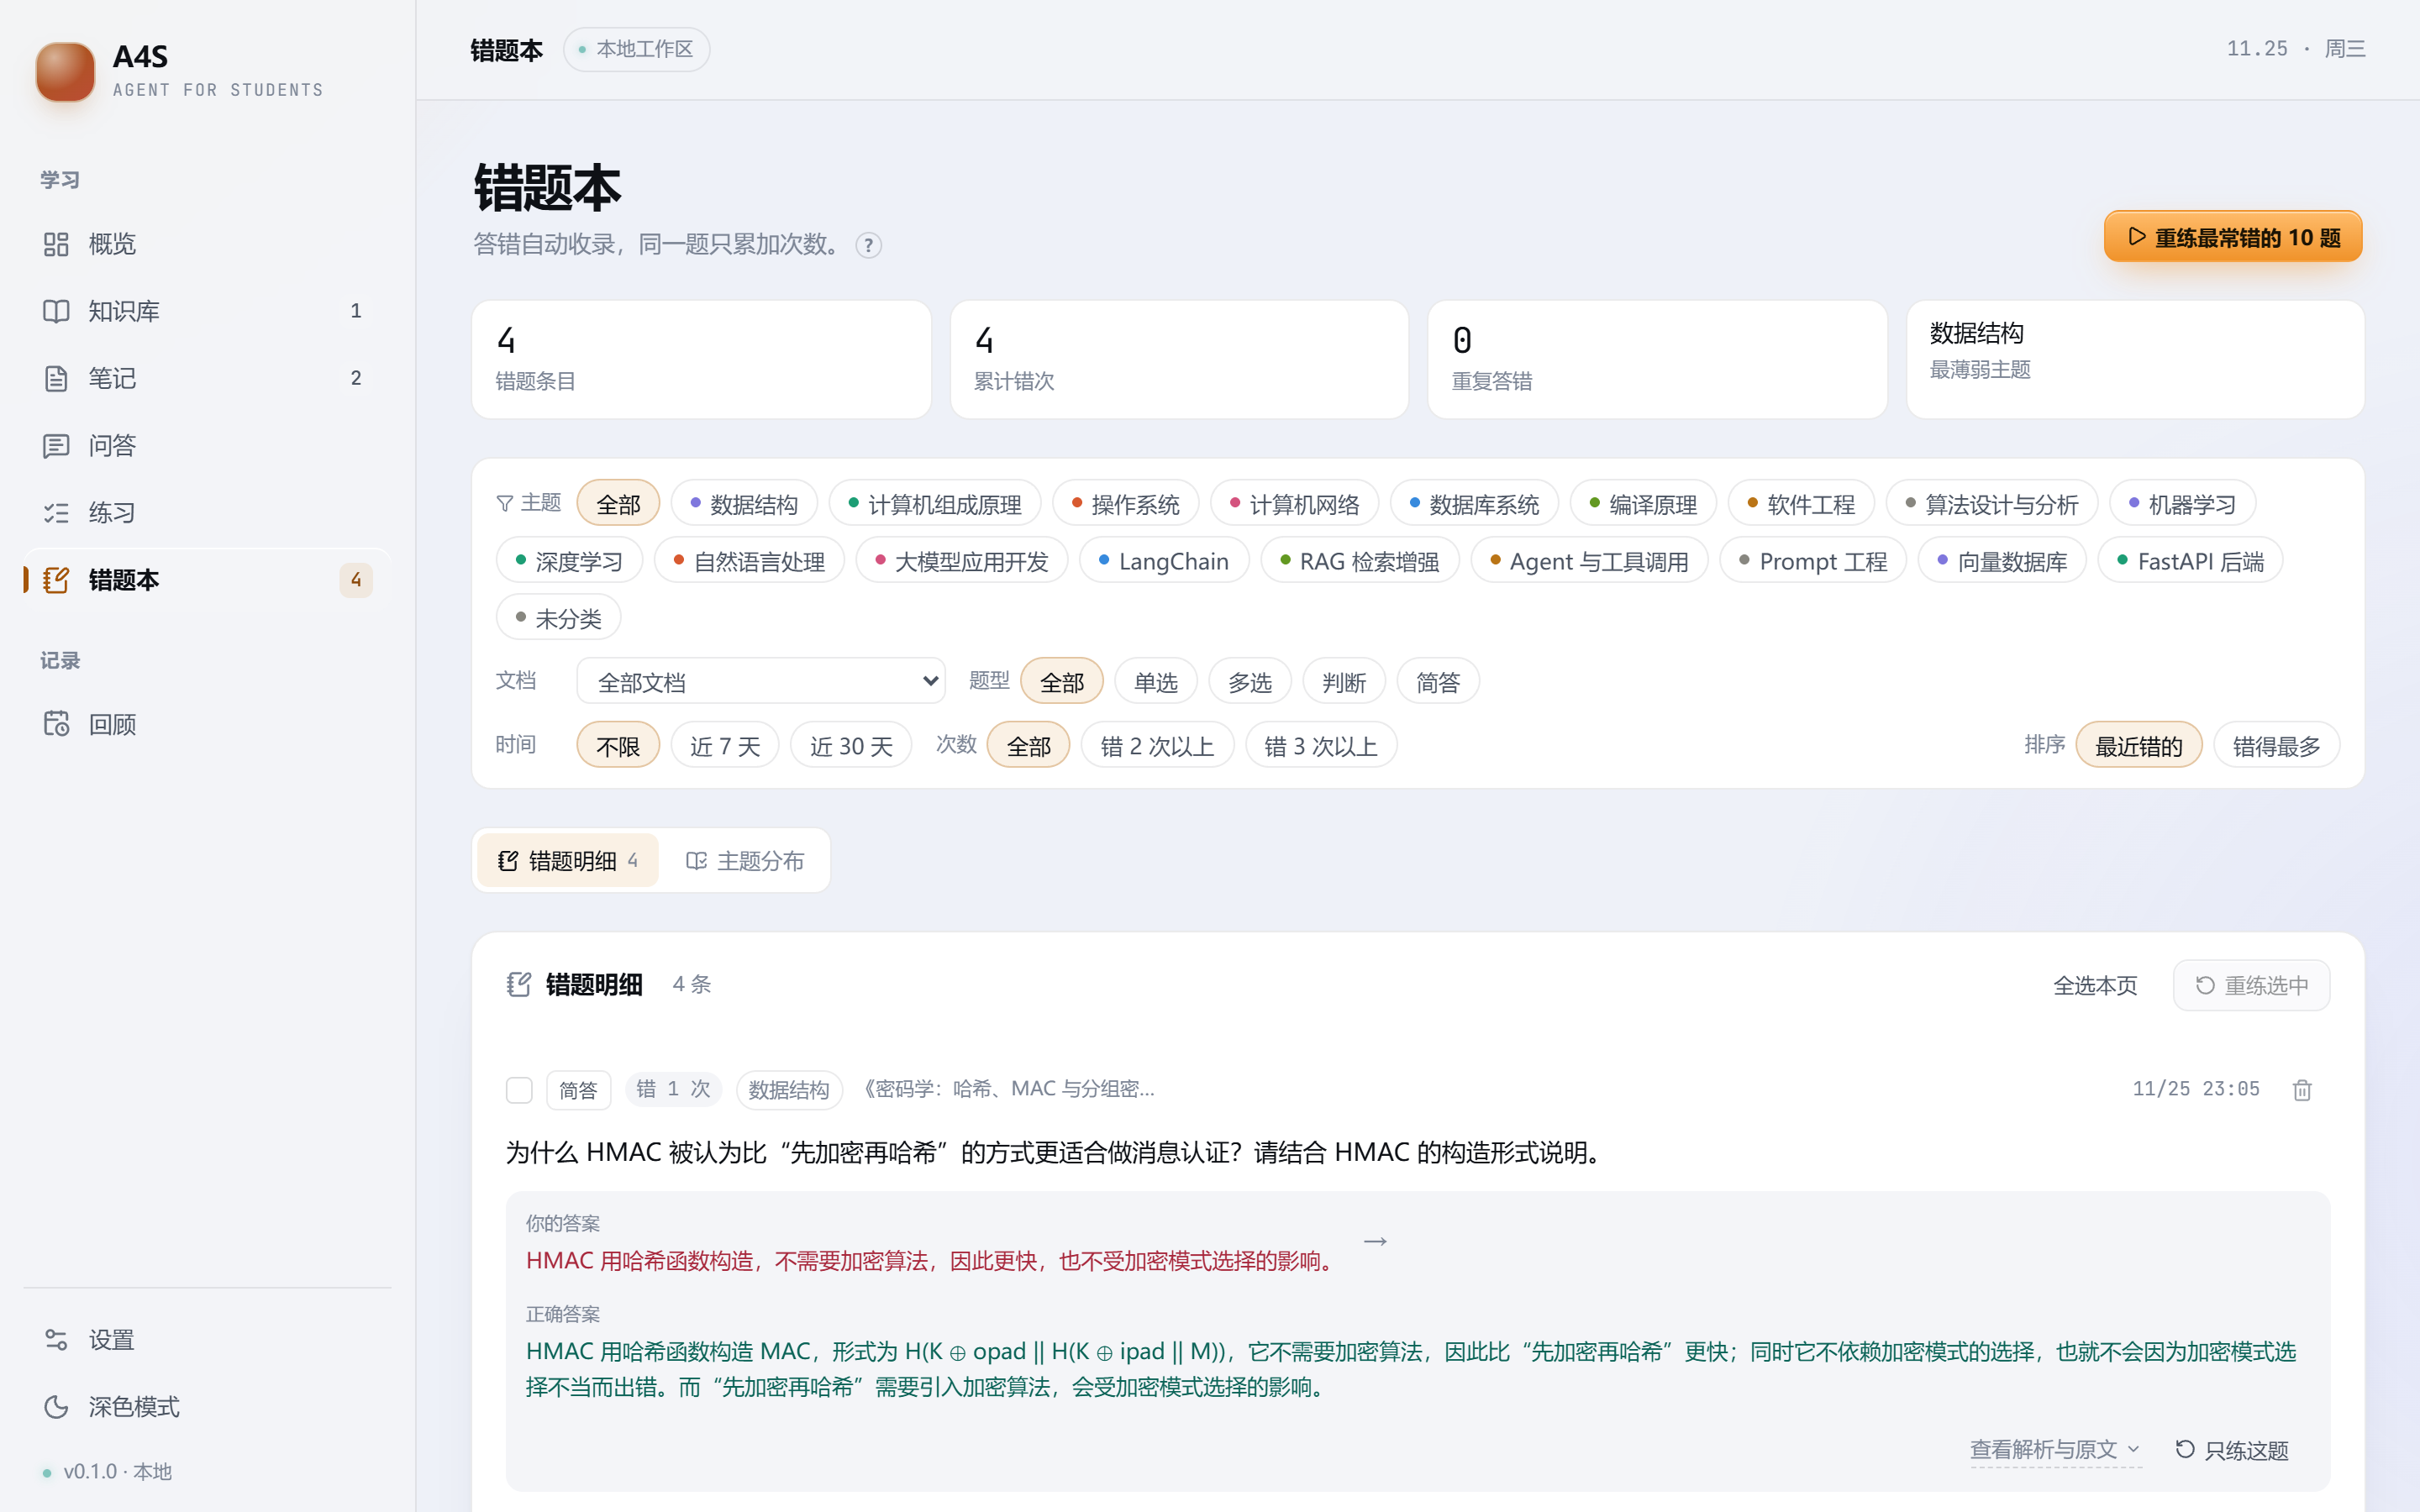 A4S
AGENT FOR STUDENTS
学习
概览
知识库 1
笔记 2
问答
练习
错题本 4
记录
回顾
设置
深色模式
v0.1.0 · 本地
错题本 本地工作区 11.25 · 周三
错题本
答错自动收录，同一题只累加次数。 ?
重练最常错的 10 题
4
错题条目
4
累计错次
0
重复答错
数据结构
最薄弱主题
主题 全部 数据结构 计算机组成原理 操作系统 计算机网络 数据库系统 编译原理 软件工程 算法设计与分析 机器学习
深度学习 自然语言处理 大模型应用开发 LangChain RAG 检索增强 Agent 与工具调用 Prompt 工程 向量数据库 FastAPI 后端
未分类
文档 全部文档 题型 全部 单选 多选 判断 简答
时间 不限 近 7 天 近 30 天 次数 全部 错 2 次以上 错 3 次以上 排序 最近错的 错得最多
错题明细 4 主题分布
错题明细 4 条 全选本页 重练选中
简答 错 1 次 数据结构 《密码学：哈希、MAC 与分组密… 11/25 23:05
为什么 HMAC 被认为比“先加密再哈希”的方式更适合做消息认证？请结合 HMAC 的构造形式说明。
你的答案
HMAC 用哈希函数构造，不需要加密算法，因此更快，也不受加密模式选择的影响。 →
正确答案
HMAC 用哈希函数构造 MAC，形式为 H(K ⊕ opad || H(K ⊕ ipad || M))，它不需要加密算法，因此比“先加密再哈希”更快；同时它不依赖加密模式的选择，也就不会因为加密模式选
择不当而出错。而“先加密再哈希”需要引入加密算法，会受加密模式选择的影响。
查看解析与原文 只练这题